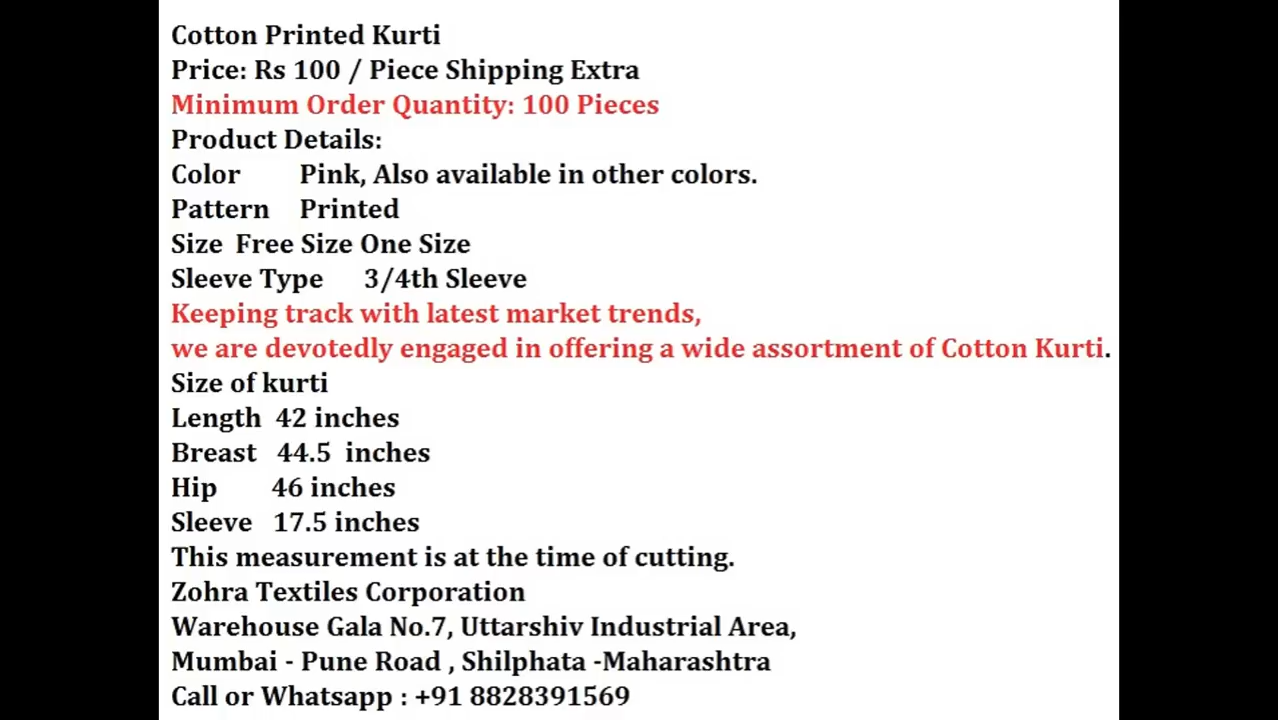 Cotton Printed Kurti
Price: Rs 100 / Piece Shipping Extra
Minimum Order Quantity: 100 Pieces
Product Details:
Color Pink, Also available in other colors.
Pattern Printed
Size Free Size One Size
Sleeve Type 3/4th Sleeve
Keeping track with latest market trends,
we are devotedly engaged in offering a wide assortment of Cotton Kurti.
Size of kurti
Length 42 inches
Breast 44.5 inches
Hip 46 inches
Sleeve 17.5 inches
This measurement is at the time of cutting.
Zohra Textiles Corporation
Warehouse Gala No.7, Uttarshiv Industrial Area,
Mumbai - Pune Road , Shilphata -Maharashtra
Call or Whatsapp : +91 8828391569